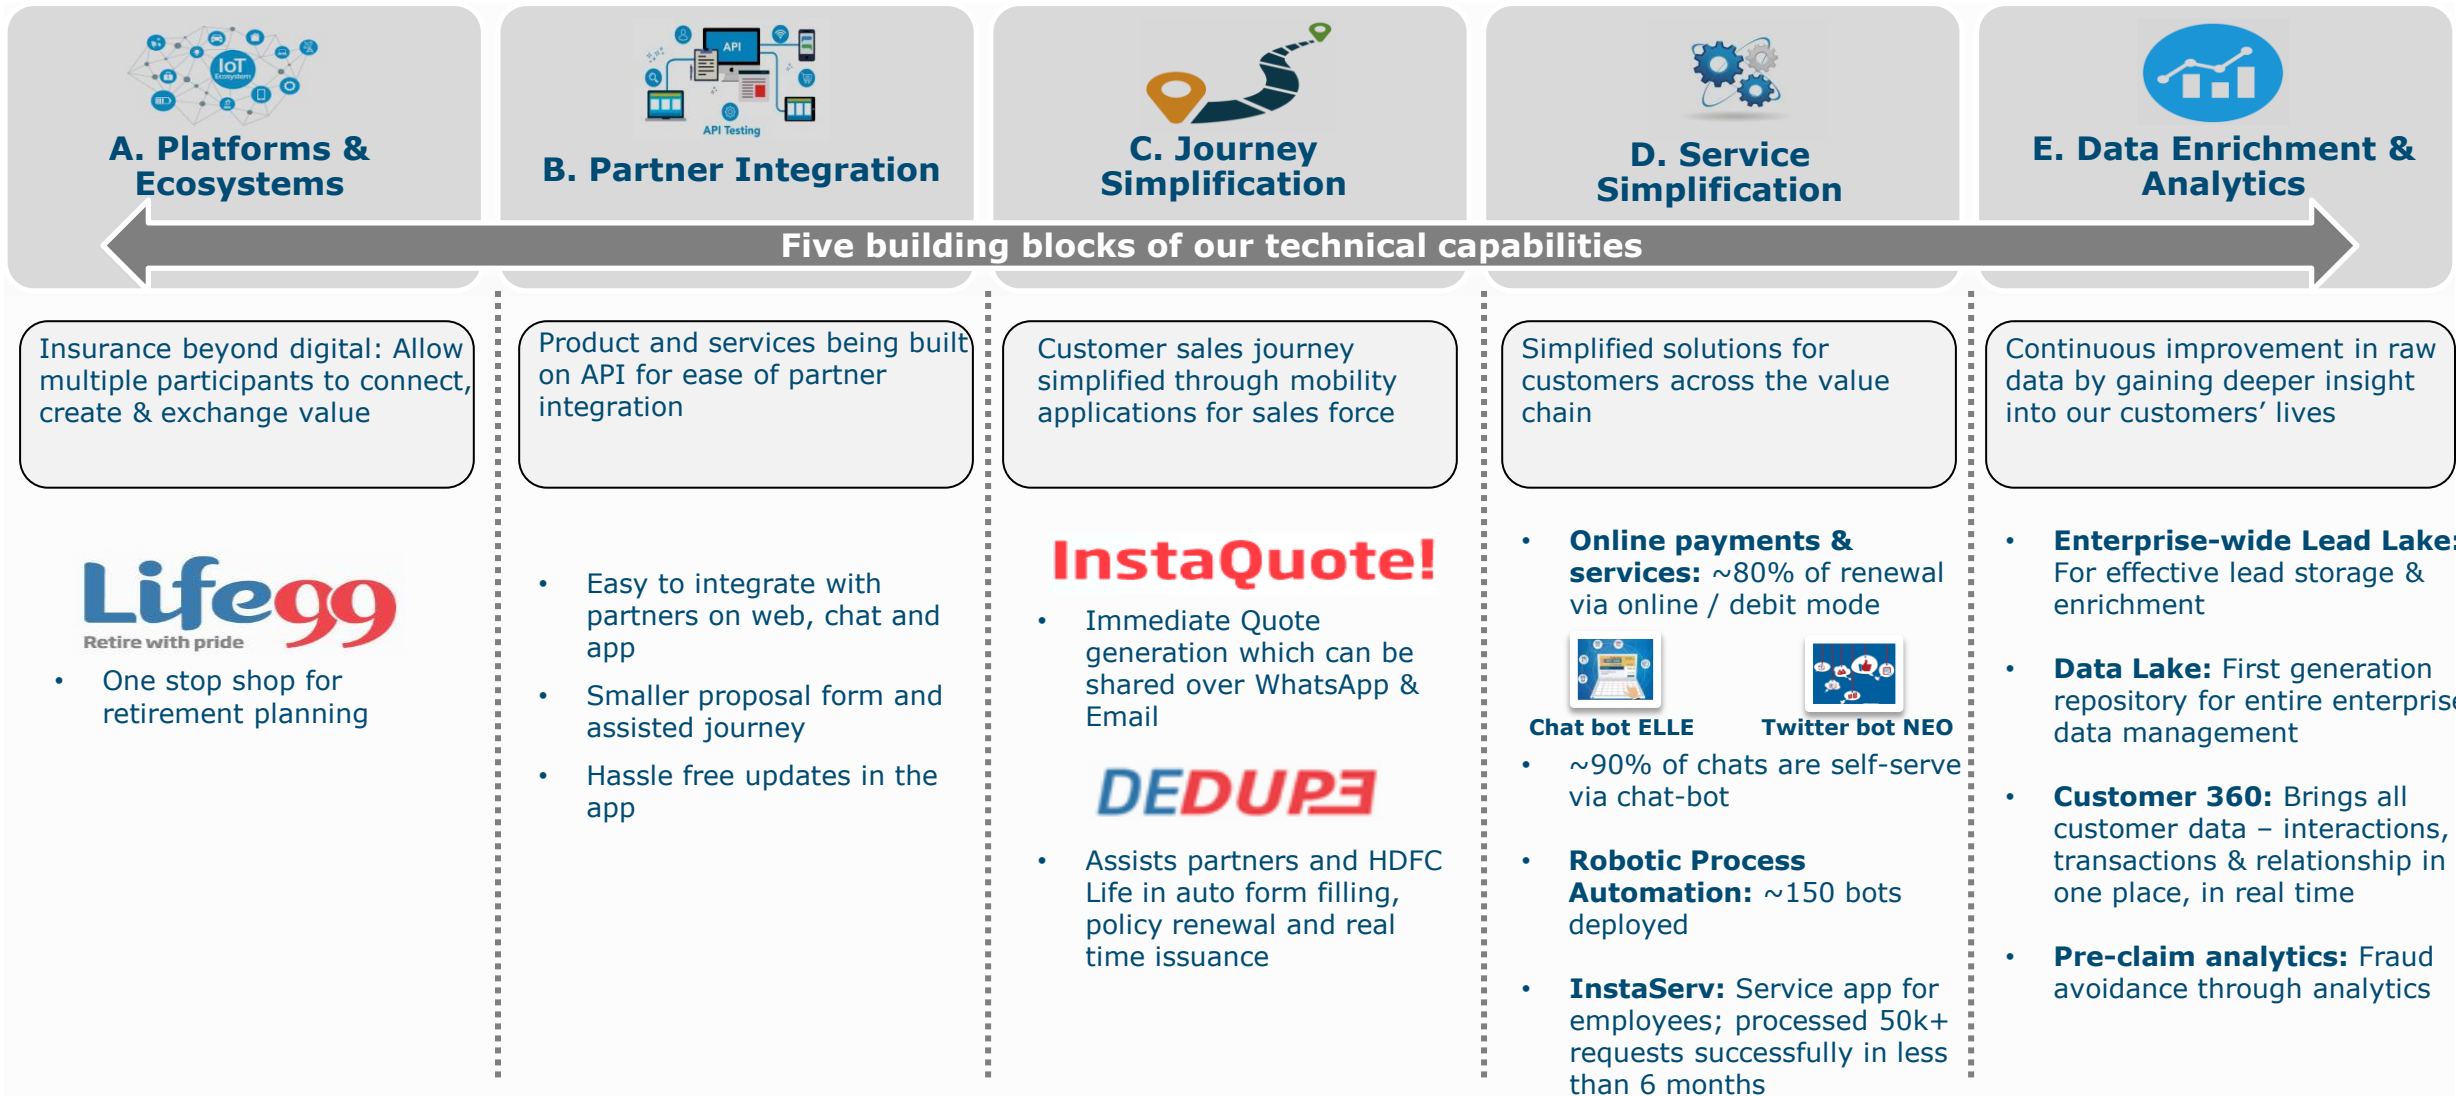 IoT
Ecosystem
A. Platforms &
Ecosystems
API
API Testing
B. Partner Integration
C. Journey
Simplification
D. Service
Simplification
E. Data Enrichment &
Analytics
Five building blocks of our technical capabilities
Insurance beyond digital: Allow
multiple participants to connect,
create & exchange value
Life99
Retire with pride
• One stop shop for
retirement planning
Product and services being built
on API for ease of partner
integration
• Easy to integrate with
partners on web, chat and
app
• Smaller proposal form and
assisted journey
• Hassle free updates in the
app
Customer sales journey
simplified through mobility
applications for sales force
InstaQuote!
• Immediate Quote
generation which can be
shared over WhatsApp &
Email
DEDUPE
• Assists partners and HDFC
Life in auto form filling,
policy renewal and real
time issuance
Simplified solutions for
customers across the value
chain
• Online payments &
services: ~80% of renewal
via online / debit mode
Chat bot ELLE
Twitter bot NEO
• ~90% of chats are self-serve
via chat-bot
• Robotic Process
Automation: ~150 bots
deployed
• InstaServ: Service app for
employees; processed 50k+
requests successfully in less
than 6 months
Continuous improvement in raw
data by gaining deeper insight
into our customers’ lives
• Enterprise-wide Lead Lake:
For effective lead storage &
enrichment
• Data Lake: First generation
repository for entire enterprise
data management
• Customer 360: Brings all
customer data – interactions,
transactions & relationship in
one place, in real time
• Pre-claim analytics: Fraud
avoidance through analytics